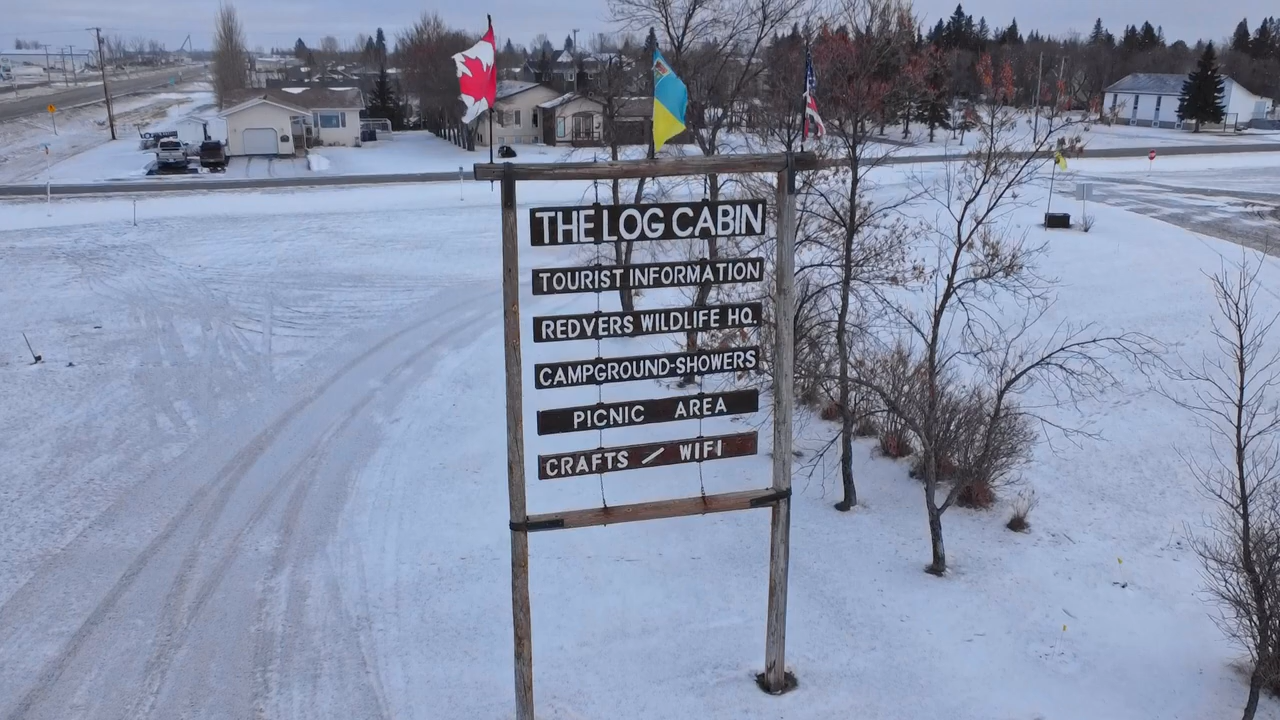 THE LOG CABIN
TOURIST INFORMATION
REDVERS WILDLIFE HQ.
CAMPGROUND-SHOWERS
PICNIC AREA
CRAFTS / WIFI